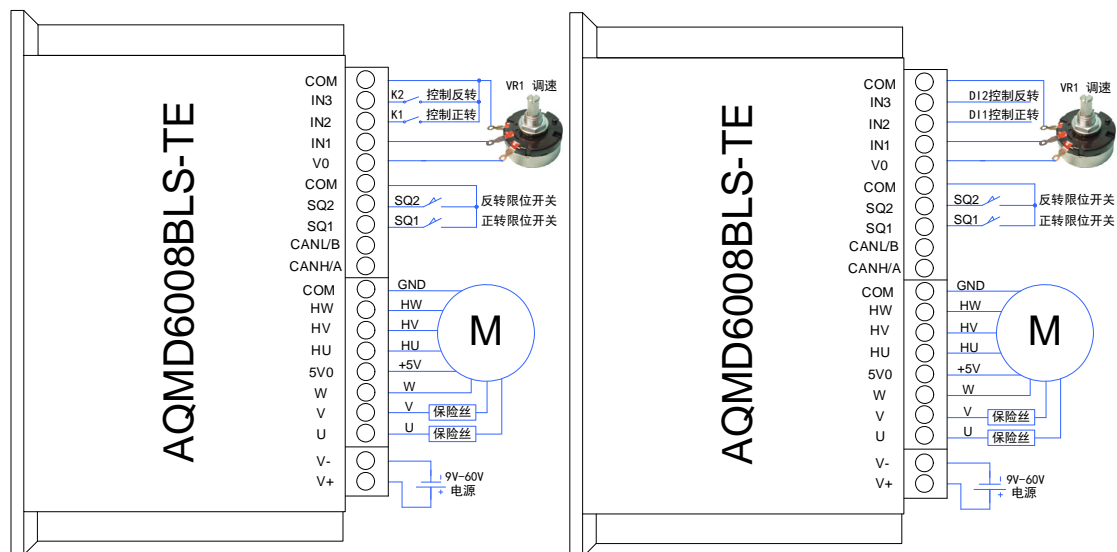 AQMD6008BLS-TE
COM
IN3
IN2
IN1
V0
COM
SQ2
SQ1
CANL/B
CANH/A
COM
HW
HV
HU
5V0
W
V
U
V-
V+
K2 控制反转
K1 控制正转
VR1 调速
SQ2 反转限位开关
SQ1 正转限位开关
GND
HW
HV
HU
+5V
W
V 保险丝
U 保险丝
M
- 9V-60V
+ 电源
AQMD6008BLS-TE
COM
IN3
IN2
IN1
V0
COM
SQ2
SQ1
CANL/B
CANH/A
COM
HW
HV
HU
5V0
W
V
U
V-
V+
DI2控制反转
DI1控制正转
VR1 调速
SQ2 反转限位开关
SQ1 正转限位开关
GND
HW
HV
HU
+5V
W
V 保险丝
U 保险丝
M
- 9V-60V
+ 电源